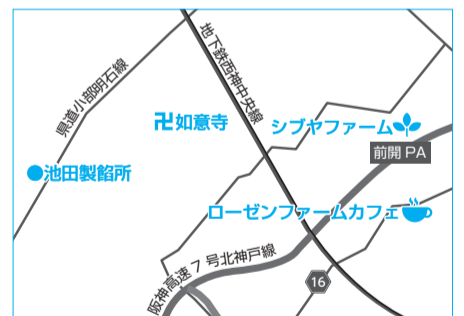 地下鉄西神中央線
県道小部明石線
卍如意寺
シブヤファーム
前開 PA
池田製餡所
ローゼンファームカフェ
阪神高速 7 号北神戸線
16